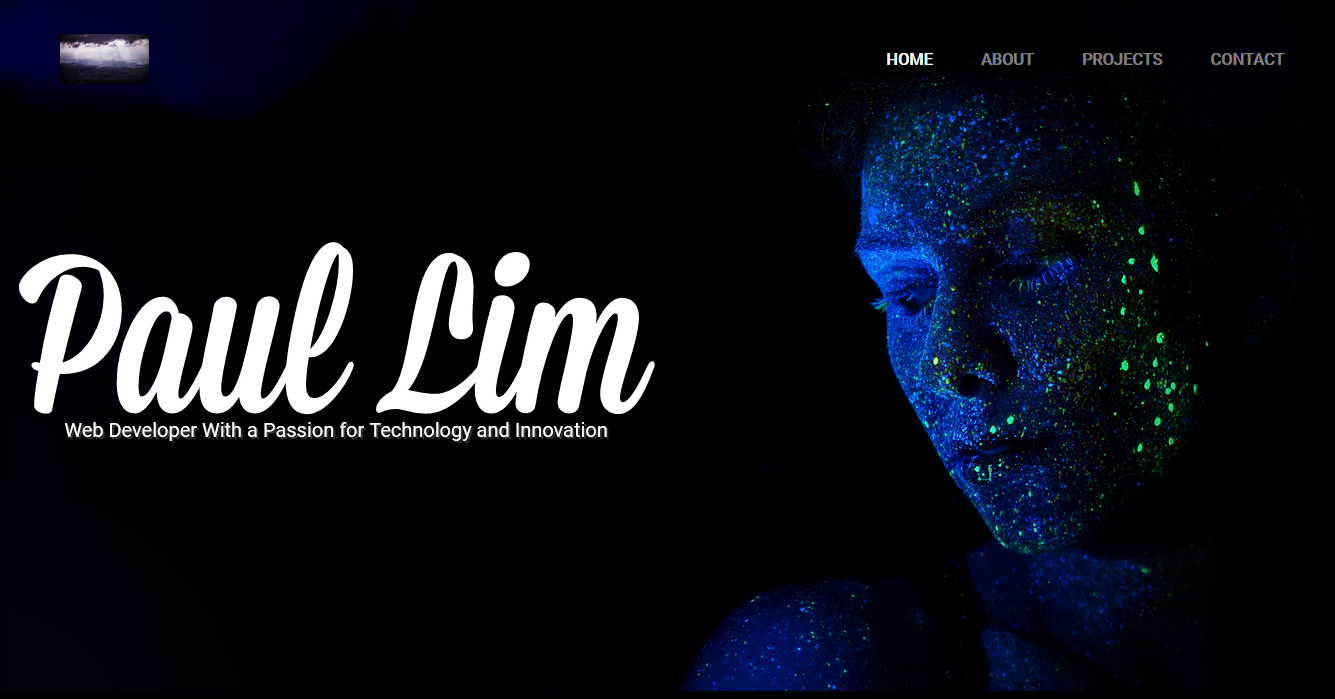 HOME ABOUT PROJECTS CONTACT
Paul Lim
Web Developer With a Passion for Technology and Innovation